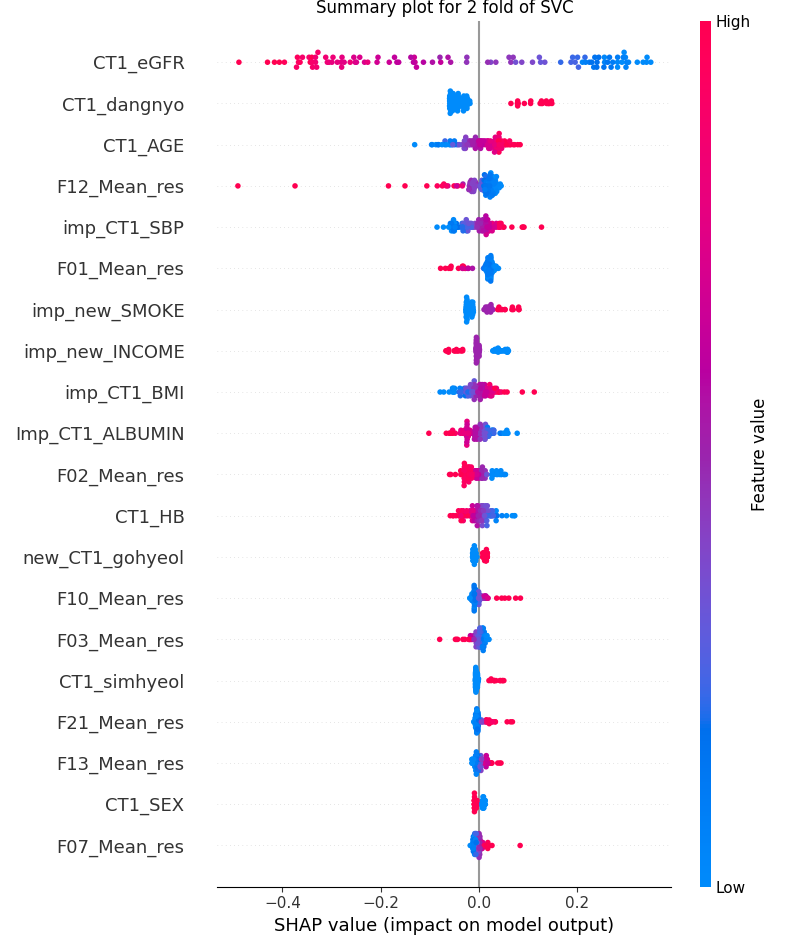 Summary plot for 2 fold of SVC
High
CT1_eGFR
CT1_dangnyo
CT1_AGE
F12_Mean_res
imp_CT1_SBP
F01_Mean_res
imp_new_SMOKE
imp_new_INCOME
imp_CT1_BMI
Imp_CT1_ALBUMIN
F02_Mean_res
CT1_HB
new_CT1_gohyeol
F10_Mean_res
F03_Mean_res
CT1_simhyeol
F21_Mean_res
F13_Mean_res
CT1_SEX
F07_Mean_res
Feature value
Low
−0.4 −0.2 0.0 0.2
SHAP value (impact on model output)